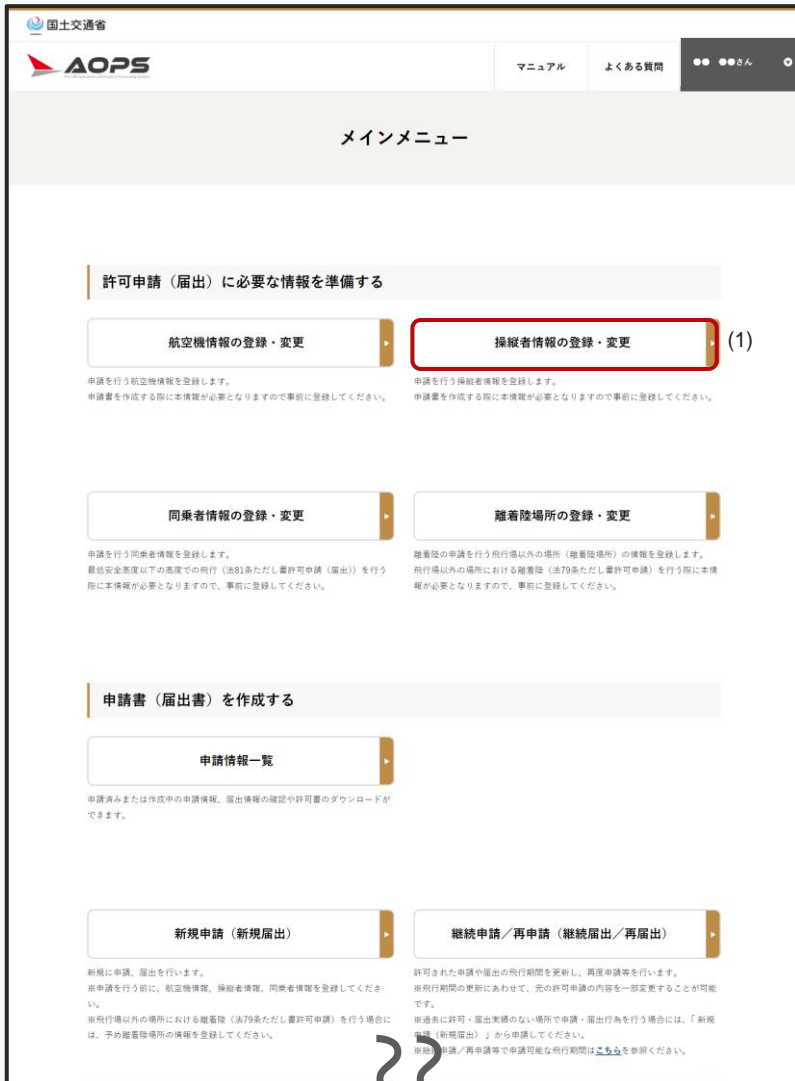 国土交通省
AOPS
マニュアル
よくある質問
●● ●●さん
メインメニュー
許可申請（届出）に必要な情報を準備する
航空機情報の登録・変更
申請を行う航空機情報を登録します。
申請書を作成する際に本情報が必要となりますので事前に登録してください。
操縦者情報の登録・変更
(1)
申請を行う操縦者情報を登録します。
申請書を作成する際に本情報が必要となりますので事前に登録してください。
同乗者情報の登録・変更
申請を行う同乗者情報を登録します。
最低安全高度以下の高度での飛行（法81条ただし書許可申請（届出））を行う
際に本情報が必要となりますので、事前に登録してください。
離着陸場所の登録・変更
離着陸の申請を行う飛行場以外の場所（離着陸場所）の情報を登録します。
飛行場以外の場所における離着陸（法79条ただし書許可申請）を行う際に本情
報が必要となりますので、事前に登録してください。
申請書（届出書）を作成する
申請情報一覧
申請済みまたは作成中の申請情報、届出情報の確認や許可書のダウンロードが
できます。
新規申請（新規届出）
新規に申請、届出を行います。
※申請を行う前に、航空機情報、操縦者情報、同乗者情報を登録してくださ
い。
※飛行場以外の場所における離着陸（法79条ただし書許可申請）を行う場合に
は、予め離着陸場所の情報を登録してください。
継続申請／再申請（継続届出／再届出）
許可された申請や届出の飛行期間を更新し、再度申請等を行います。
※飛行期間の更新にあわせて、元の許可申請の内容を一部変更することが可能
です。
※過去に許可・届出実績のない場所で申請・届出行為を行う場合には、「新規
申請（新規届出）」から申請してください。
※継続申請／再申請等で申請可能な飛行期間はこちらを参照ください。